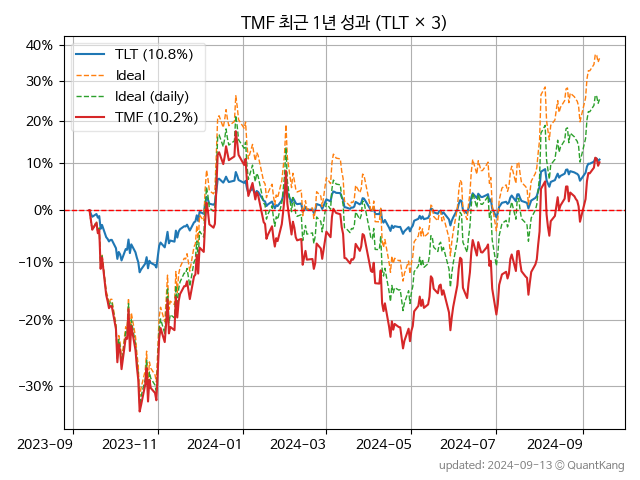 TMF 최근 1년 성과 (TLT × 3)
40%
30%
20%
10%
0%
−10%
−20%
−30%
TLT (10.8%)
Ideal
Ideal (daily)
TMF (10.2%)
2023-09
2023-11
2024-01
2024-03
2024-05
2024-07
2024-09
updated: 2024-09-13 © QuantKang